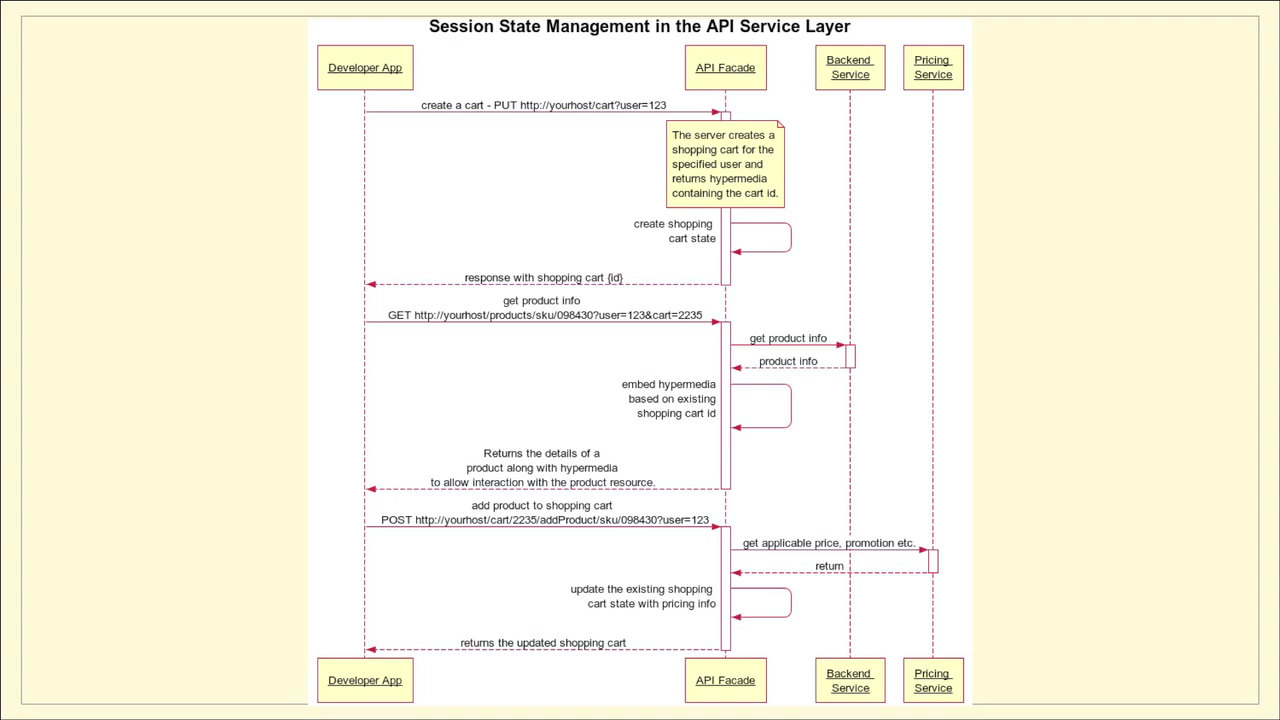 Session State Management in the API Service Layer
Developer App
API Facade
Backend
Service
Pricing
Service
create a cart - PUT http://yourhost/cart?user=123
The server creates a
shopping cart for the
specified user and
returns hypermedia
containing the cart id.
create shopping
cart state
response with shopping cart {id}
get product info
GET http://yourhost/products/sku/098430?user=123&cart=2235
get product info
product info
embed hypermedia
based on existing
shopping cart id
Returns the details of a
product along with hypermedia
to allow interaction with the product resource.
add product to shopping cart
POST http://yourhost/cart/2235/addProduct/sku/098430?user=123
get applicable price, promotion etc.
return
update the existing shopping
cart state with pricing info
returns the updated shopping cart
Developer App
API Facade
Backend
Service
Pricing
Service